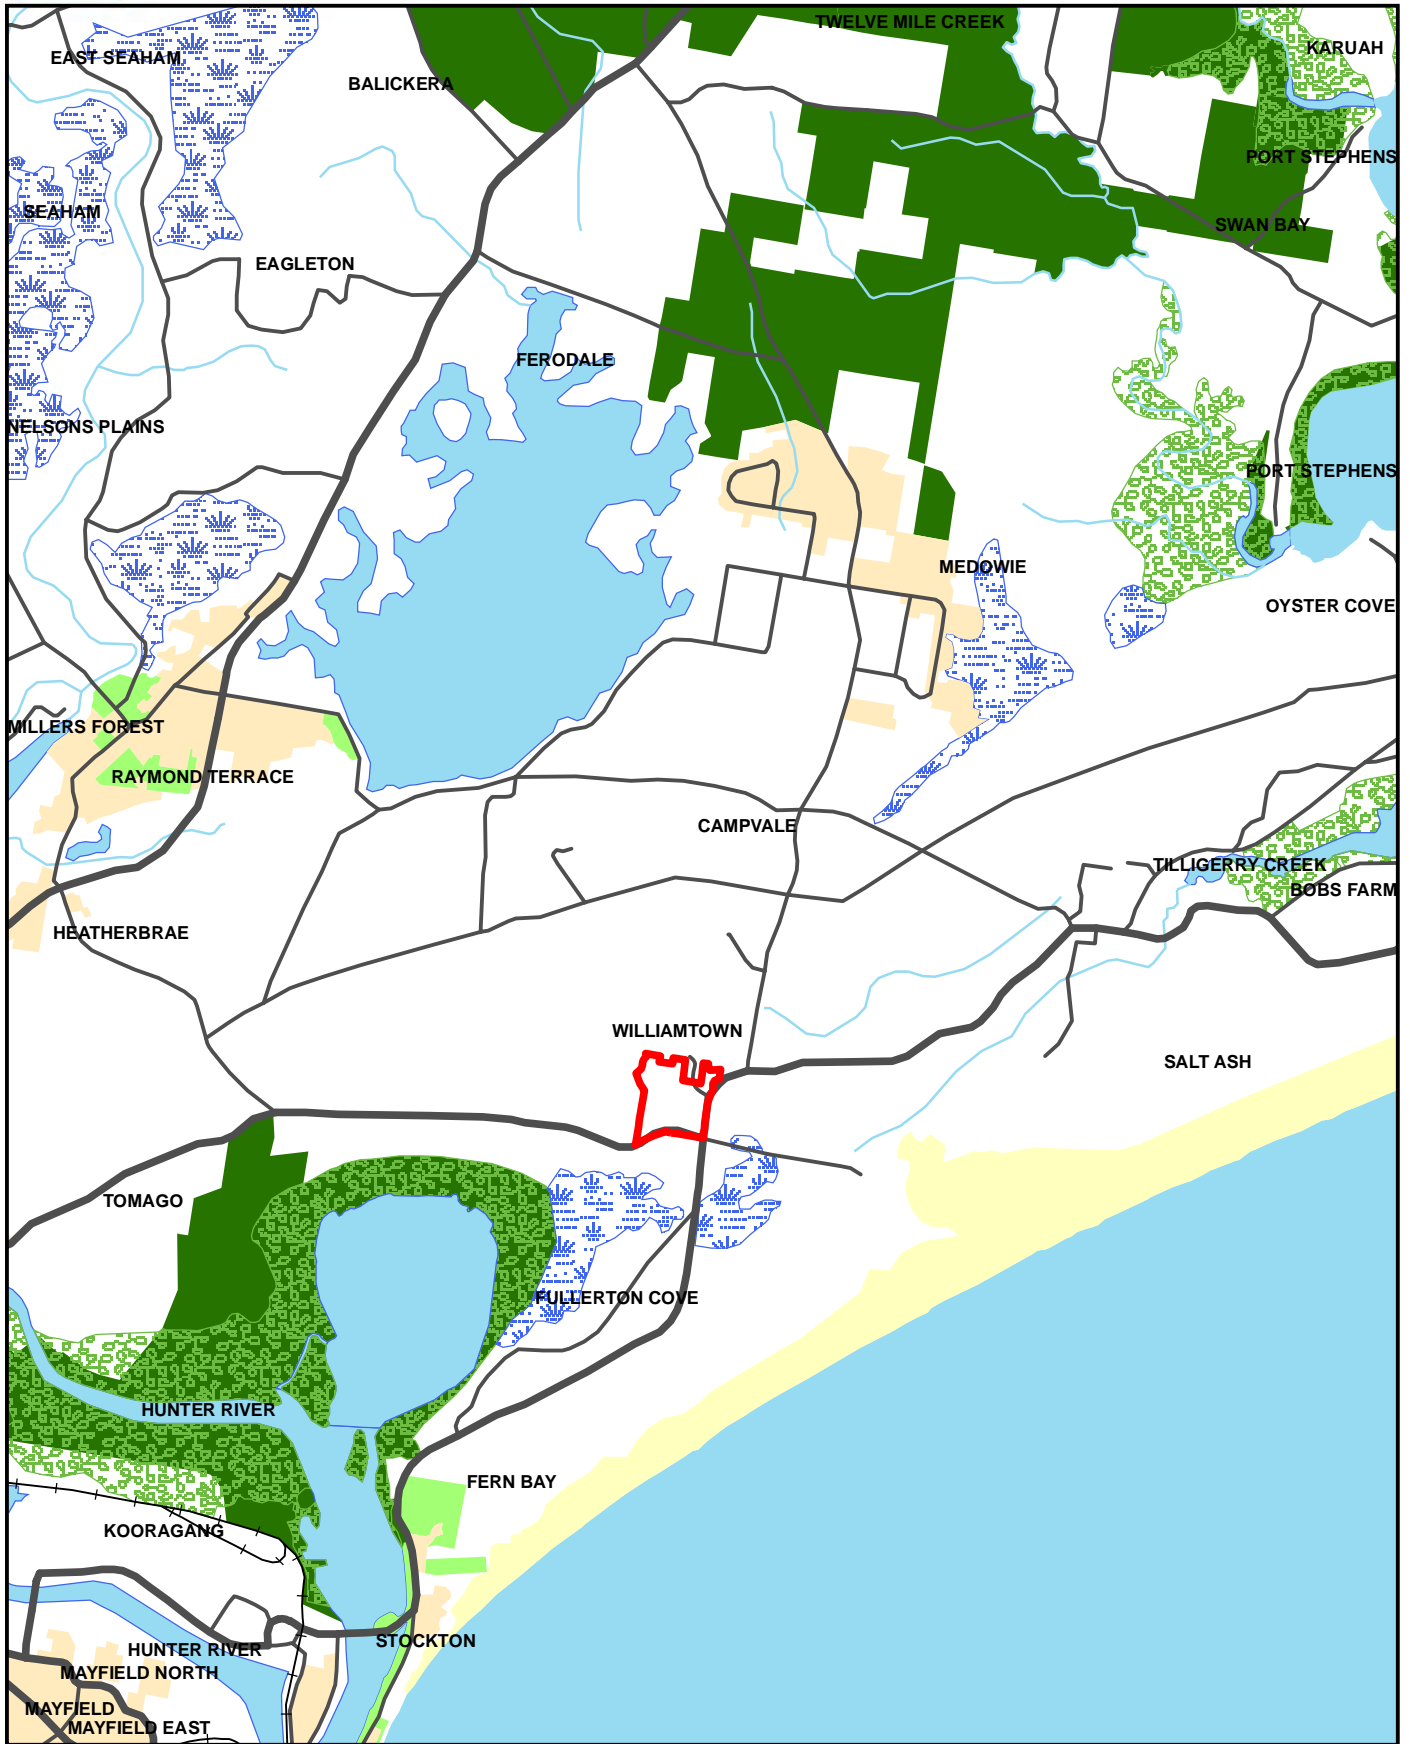 TWELVE MILE CREEK
KARUAH
EAST SEAHAM
BALICKERA
PORT STEPHENS
SEAHAM
SWAN BAY
EAGLETON
FERODALE
NELSONS PLAINS
PORT STEPHENS
MEDOWIE
OYSTER COVE
MILLERS FOREST
RAYMOND TERRACE
CAMPVALE
TILLIGERRY CREEK
BOBS FARM
HEATHERBRAE
WILLIAMTOWN
SALT ASH
TOMAGO
FULLERTON COVE
HUNTER RIVER
FERN BAY
KOORAGANG
STOCKTON
HUNTER RIVER
MAYFIELD NORTH
MAYFIELD
MAYFIELD EAST